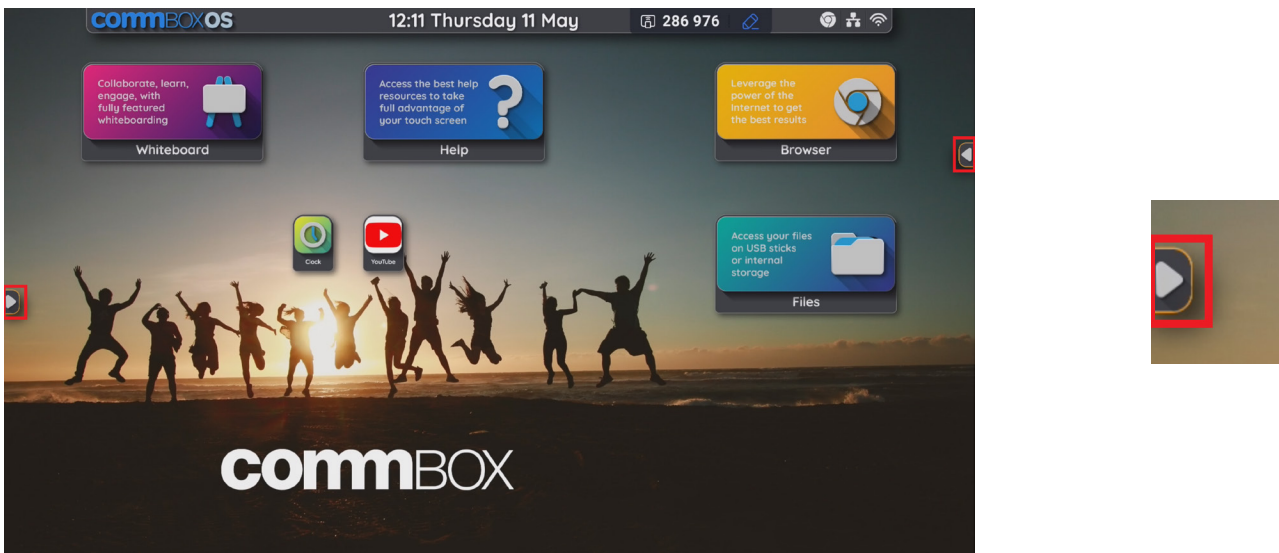 commBOXOS
12:11 Thursday 11 May
286 976
Collaborate, learn,
engage, with
fully featured
whiteboarding
Whiteboard
Access the best help
resources to take
full advantage of
your touch screen
Help
Leverage the
power of the
internet to get
the best results
Browser
Clock
YouTube
Access your files
on USB sticks
or internal
storage
Files
commBOX